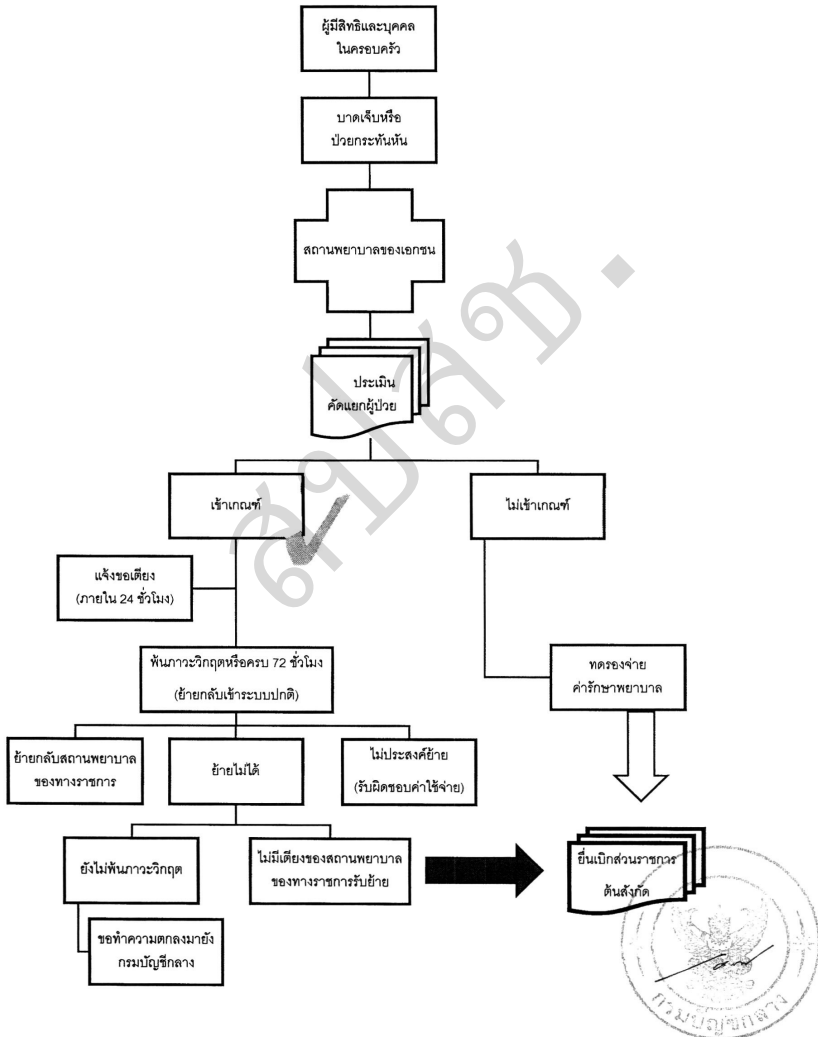 ผู้มีสิทธิและบุคคล
ในครอบครัว
บาดเจ็บหรือ
ป่วยกระทันหัน
สถานพยาบาลของเอกชน
ประเมิน
คัดแยกผู้ป่วย
เข้าเกณฑ์
ไม่เข้าเกณฑ์
แจ้งขอเตียง
(ภายใน 24 ชั่วโมง)
พ้นภาวะวิกฤตหรือครบ 72 ชั่วโมง
(ย้ายกลับเข้าระบบปกติ)
ทดรองจ่าย
ค่ารักษาพยาบาล
ย้ายกลับสถานพยาบาล
ของทางราชการ
ย้ายไม่ได้
ไม่ประสงค์ย้าย
(รับผิดชอบค่าใช้จ่าย)
ยังไม่พ้นภาวะวิกฤต
ไม่มีเตียงของสถานพยาบาล
ของทางราชการรับย้าย
ยื่นเบิกส่วนราชการ
ต้นสังกัด
ขอทำความตกลงมายัง
กรมบัญชีกลาง
สปสช.
กรมบัญชีกลาง